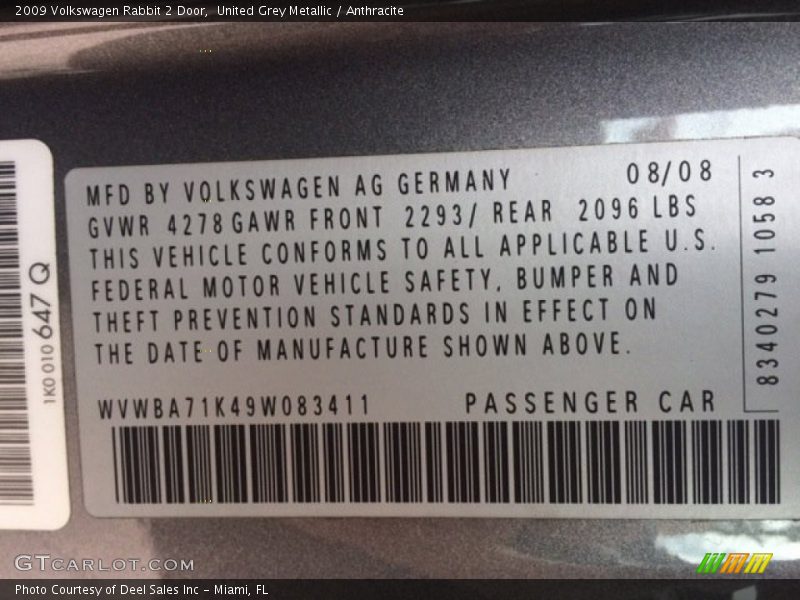 2009 Volkswagen Rabbit 2 Door,  United Grey Metallic / Anthracite
1K0 010 647 Q
MFD BY VOLKSWAGEN AG GERMANY 08/08
GVWR 4278 GAWR FRONT 2293/ REAR 2096 LBS
THIS VEHICLE CONFORMS TO ALL APPLICABLE U.S.
FEDERAL MOTOR VEHICLE SAFETY, BUMPER AND
THEFT PREVENTION STANDARDS IN EFFECT ON
THE DATE OF MANUFACTURE SHOWN ABOVE.
WVWBA71K49W083411 PASSENGER CAR
8340279 10583
GTCARLOT.COM
Photo Courtesy of Deel Sales Inc – Miami, FL